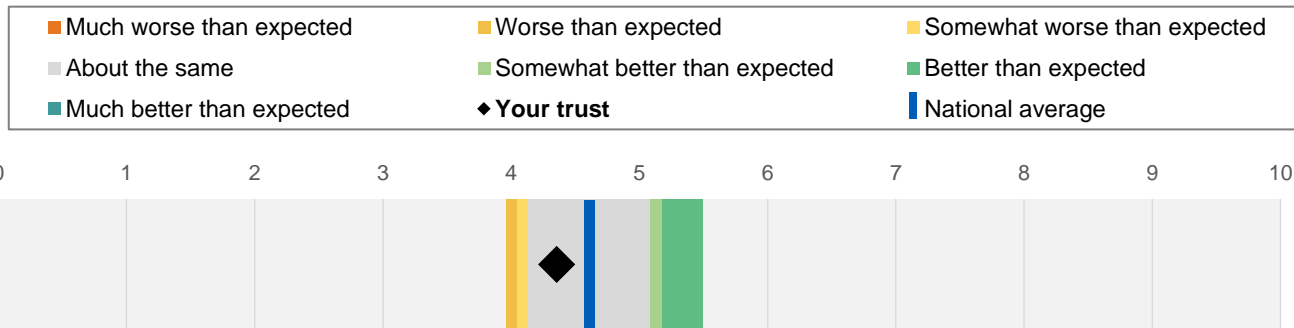 Much worse than expected Worse than expected Somewhat worse than expected
About the same Somewhat better than expected Better than expected
Much better than expected Your trust National average
0 1 2 3 4 5 6 7 8 9 10